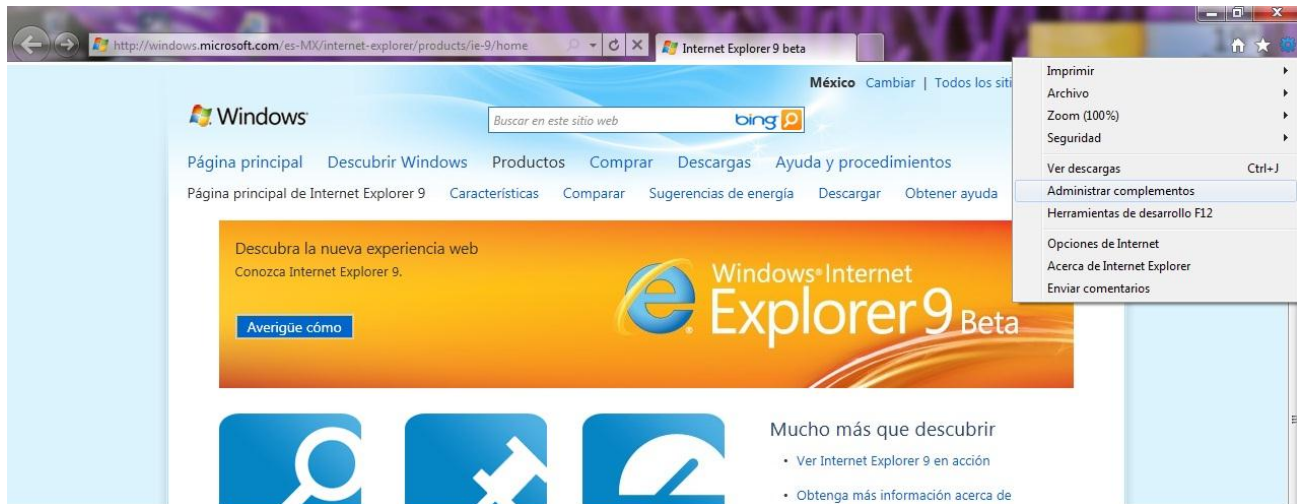 http://windows.microsoft.com/es-MX/internet-explorer/products/ie-9/home
Internet Explorer 9 beta
México Cambiar | Todos los siti
Windows
Buscar en este sitio web bing
Página principal Descubrir Windows Productos Comprar Descargas Ayuda y procedimientos
Página principal de Internet Explorer 9 Características Comparar Sugerencias de energía Descargar Obtener ayuda
Imprimir
Archivo
Zoom (100%)
Seguridad
Ver descargas Ctrl+J
Administrar complementos
Herramientas de desarrollo F12
Opciones de Internet
Acerca de Internet Explorer
Enviar comentarios
Descubra la nueva experiencia web
Conozca Internet Explorer 9.
Averigüe cómo
Windows Internet
Explorer 9 Beta
Mucho más que descubrir
• Ver Internet Explorer 9 en acción
• Obtenga más información acerca de